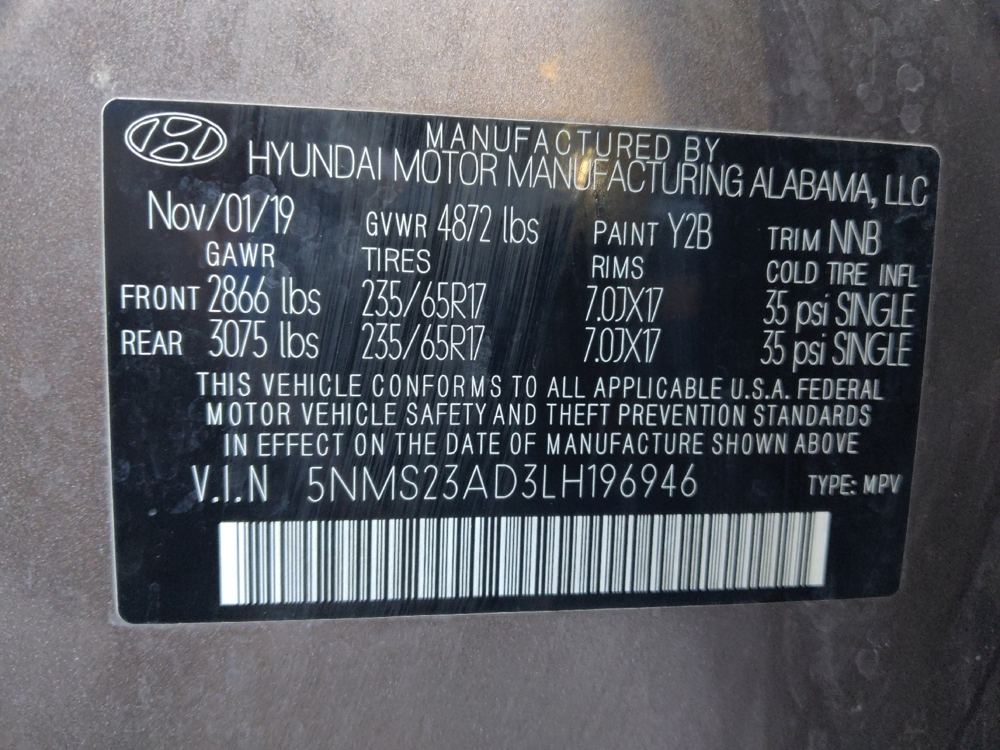 MANUFACTURED BY
HYUNDAI MOTOR MANUFACTURING ALABAMA, LLC
Nov/01/19 GVWR 4872 lbs PAINT Y2B TRIM NNB
GAWR TIRES RIMS COLD TIRE INFL
FRONT 2866 lbs 235/65R17 7.0JX17 35 psi SINGLE
REAR 3075 lbs 235/65R17 7.0JX17 35 psi SINGLE
THIS VEHICLE CONFORMS TO ALL APPLICABLE U.S.A. FEDERAL
MOTOR VEHICLE SAFETY AND THEFT PREVENTION STANDARDS
IN EFFECT ON THE DATE OF MANUFACTURE SHOWN ABOVE
V.I.N 5NMS23AD3LH196946 TYPE: MPV